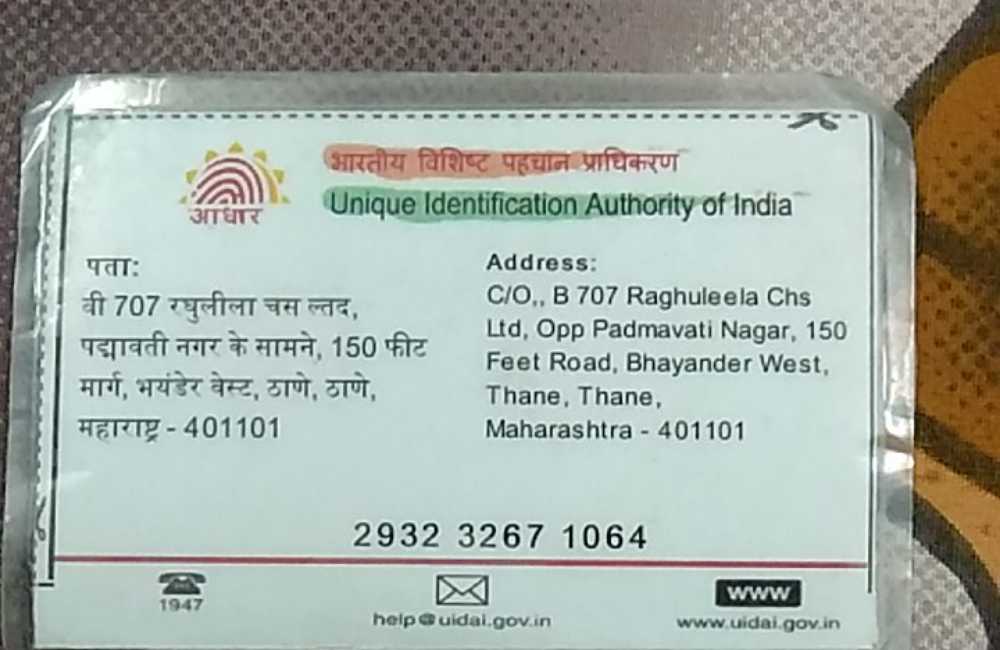 भारतीय विशिष्ट पहचान प्राधिकरण
आधार
Unique Identification Authority of India
पता:
वी 707 रघुलीला चस ल्तद,
पद्मावती नगर के सामने, 150 फीट
मार्ग, भयंडेर वेस्ट, ठाणे, ठाणे,
महाराष्ट्र - 401101
Address:
C/O,, B 707 Raghuleela Chs
Ltd, Opp Padmavati Nagar, 150
Feet Road, Bhayander West,
Thane, Thane,
Maharashtra - 401101
2932 3267 1064
1947
help@uidai.gov.in
www
www.uidai.gov.in